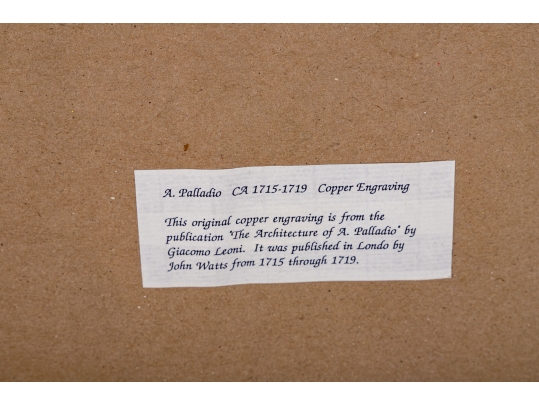 A. Palladio CA 1715-1719 Copper Engraving
This original copper engraving is from the
publication "The Architecture of A. Palladio" by
Giacomo Leoni. It was published in Londo by
John Watts from 1715 through 1719.